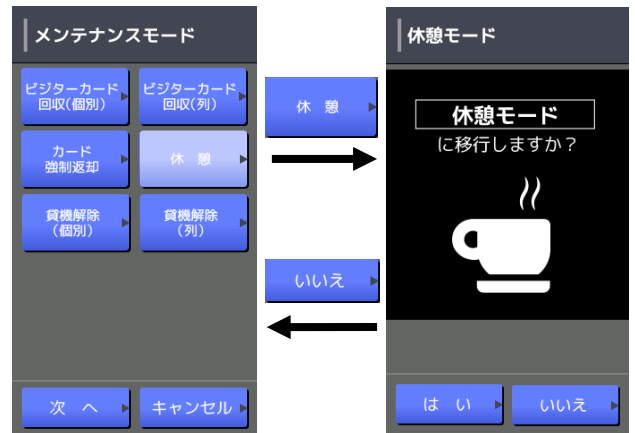 メンテナンスモード
ビジターカード
回収(個別)
ビジターカード
回収(列)
カード
強制返却
休 憩
貸機解除
(個別)
貸機解除
(列)
次 へ
キャンセル
休 憩
いいえ
休憩モード
休憩モード
に移行しますか?
は い
いいえ